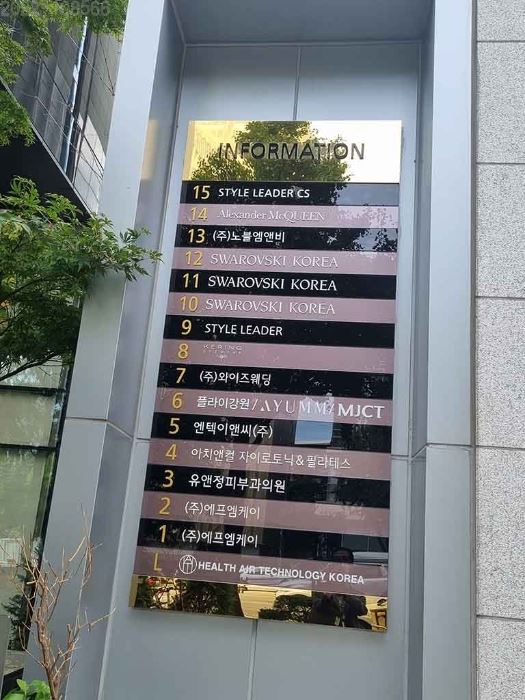 INFORMATION
15 STYLE LEADER CS
14 Alexander McQUEEN
13 (주)노블엠앤비
12 SWAROVSKI KOREA
11 SWAROVSKI KOREA
10 SWAROVSKI KOREA
9 STYLE LEADER
8 KERING
7 (주)와이즈웨딩
6 플라이강원/AYUMM/MJCT
5 엔텍이앤씨(주)
4 아치앤컬 자이로토닉&필라테스
3 유앤정피부과의원
2 (주)에프엠케이
1 (주)에프엠케이
L HEALTH AIR TECHNOLOGY KOREA